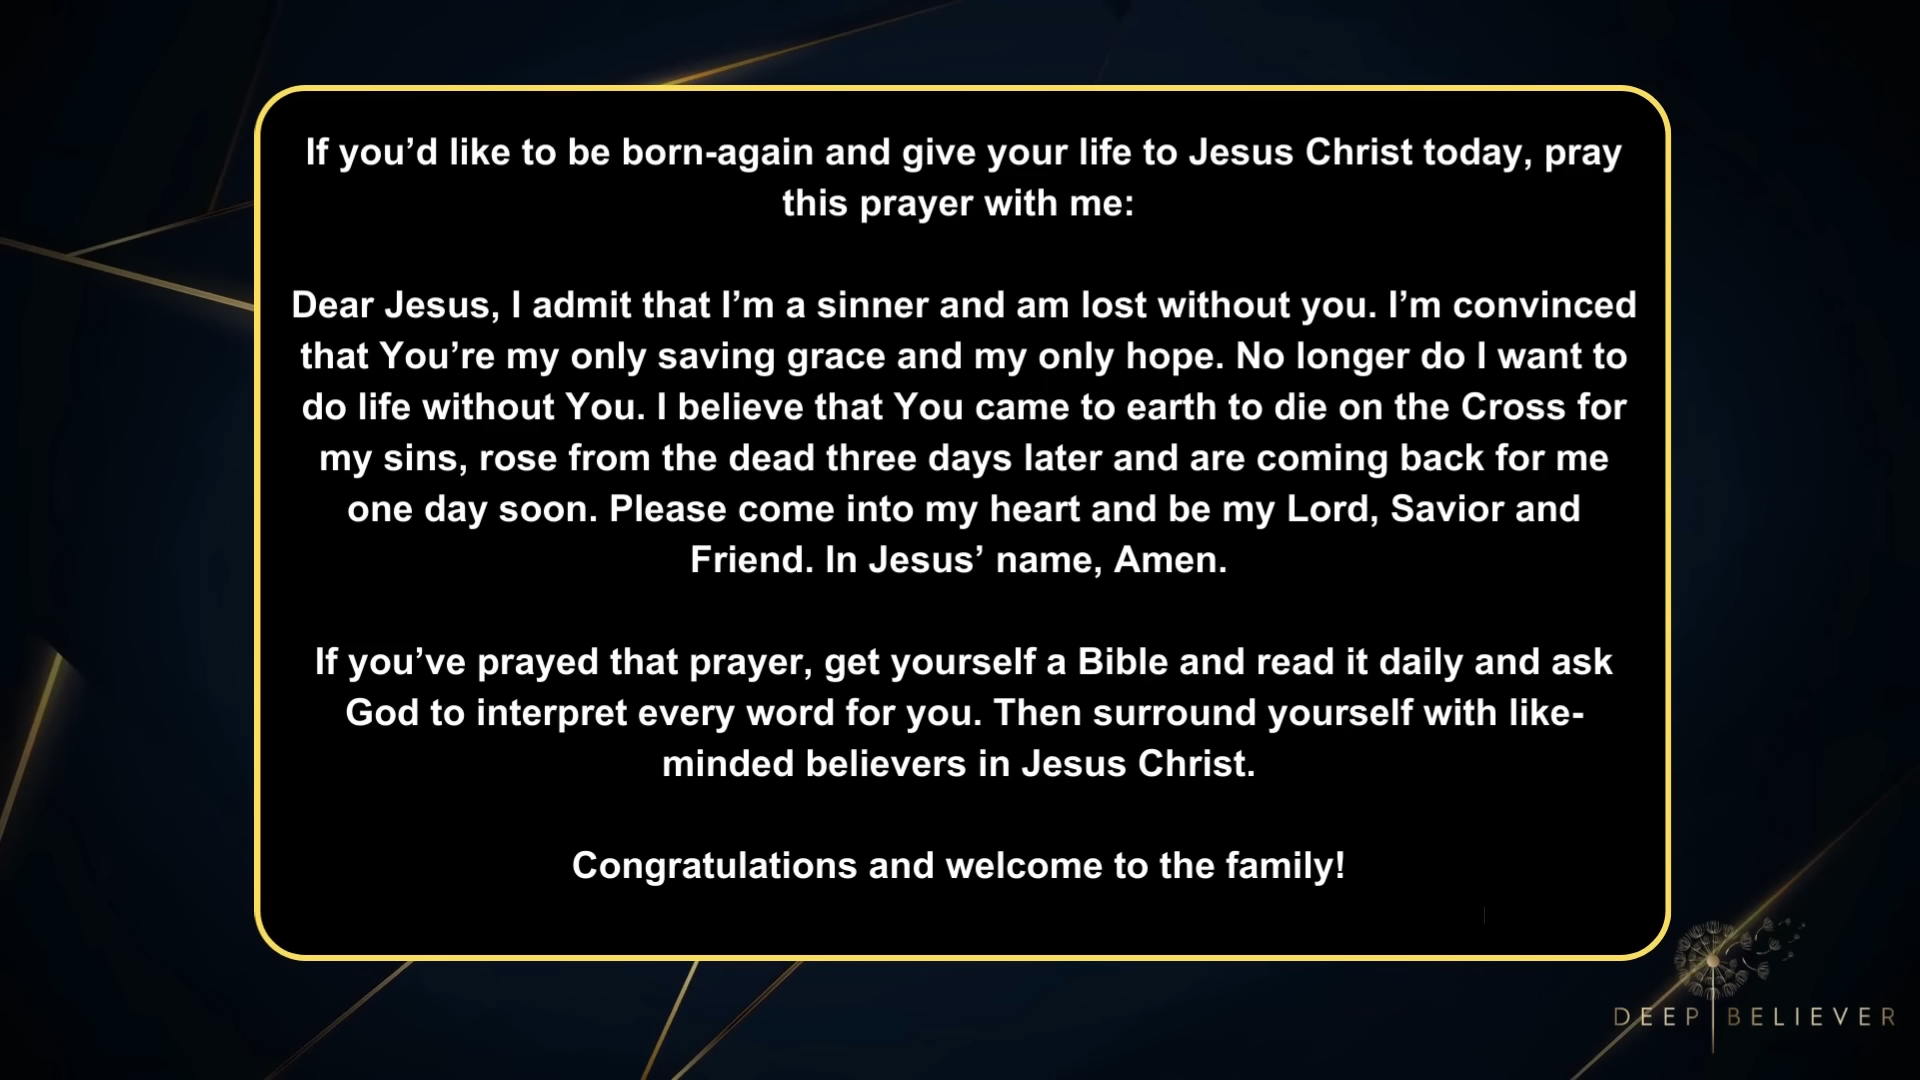 If you’d like to be born-again and give your life to Jesus Christ today, pray
this prayer with me:
Dear Jesus, I admit that I’m a sinner and am lost without you. I’m convinced
that You’re my only saving grace and my only hope. No longer do I want to
do life without You. I believe that You came to earth to die on the Cross for
my sins, rose from the dead three days later and are coming back for me
one day soon. Please come into my heart and be my Lord, Savior and
Friend. In Jesus’ name, Amen.
If you’ve prayed that prayer, get yourself a Bible and read it daily and ask
God to interpret every word for you. Then surround yourself with like-
minded believers in Jesus Christ.
Congratulations and welcome to the family!
DEEP BELIEVER